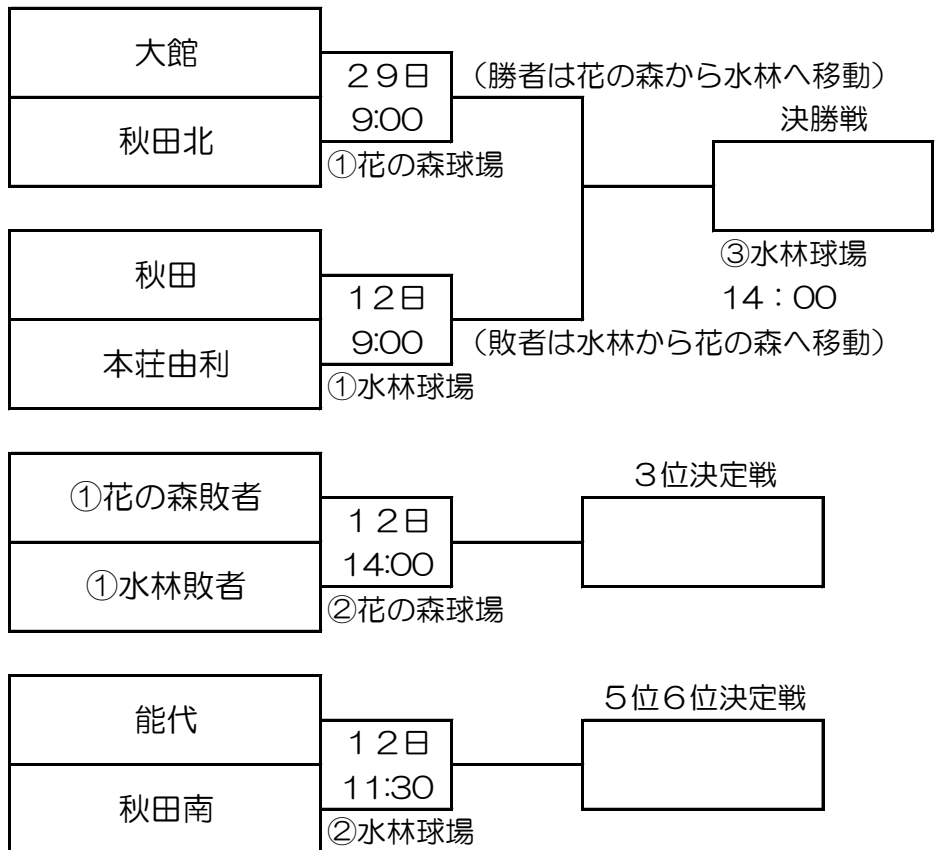 大館
２９日
（勝者は花の森から水林へ移動）
秋田北
9:00
決勝戦
①花の森球場
秋田
１２日
③水林球場
14：00
本荘由利
9:00
（敗者は水林から花の森へ移動）
①水林球場
①花の森敗者
１２日
３位決定戦
①水林敗者
14:00
②花の森球場
能代
１２日
５位６位決定戦
秋田南
11:30
②水林球場